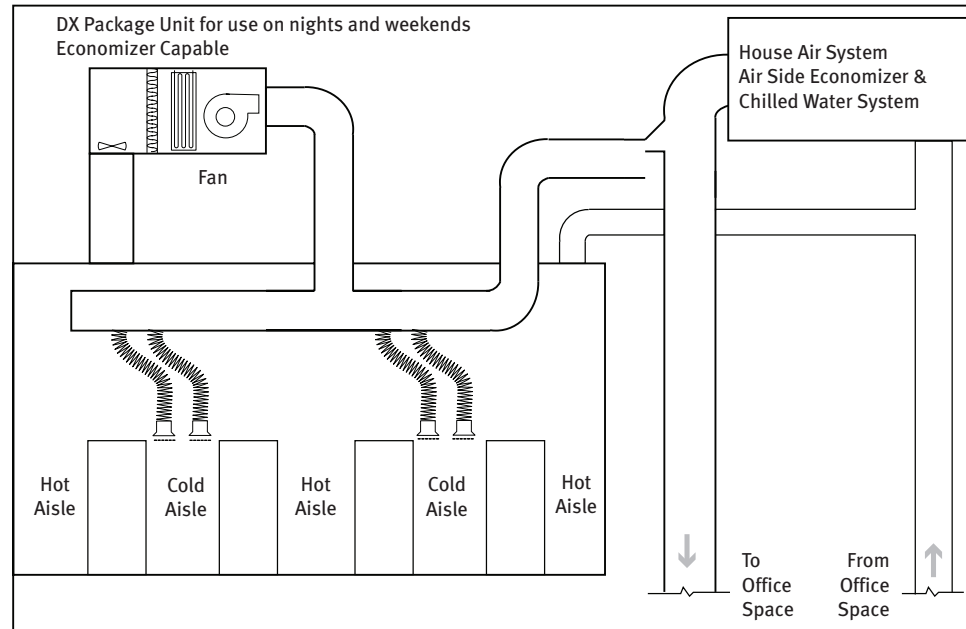 DX Package Unit for use on nights and weekends
Economizer Capable
House Air System
Air Side Economizer &
Chilled Water System
Fan
Hot
Aisle
Cold
Aisle
Hot
Aisle
Cold
Aisle
Hot
Aisle
To
Office
Space
From
Office
Space